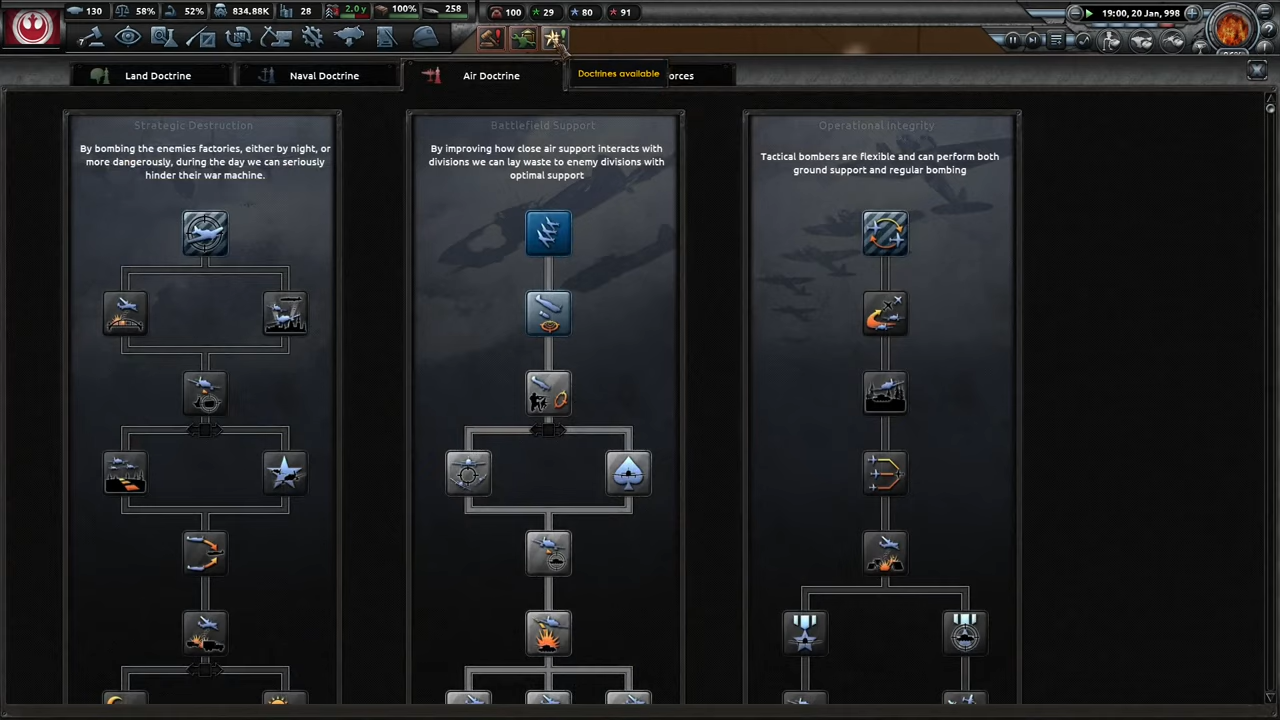 130
58%
52%
834.88K
28
2.0 y
100%
258
100
29
80
91
19:00, 20 Jan, 998
7
Land Doctrine
Naval Doctrine
Air Doctrine
Doctrines available
orces
Strategic Destruction
By bombing the enemies factories, either by night, or
more dangerously, during the day we can seriously
hinder their war machine.
Battlefield Support
By improving how close air support interacts with
divisions we can lay waste to enemy divisions with
optimal support
Operational Integrity
Tactical bombers are flexible and can perform both
ground support and regular bombing